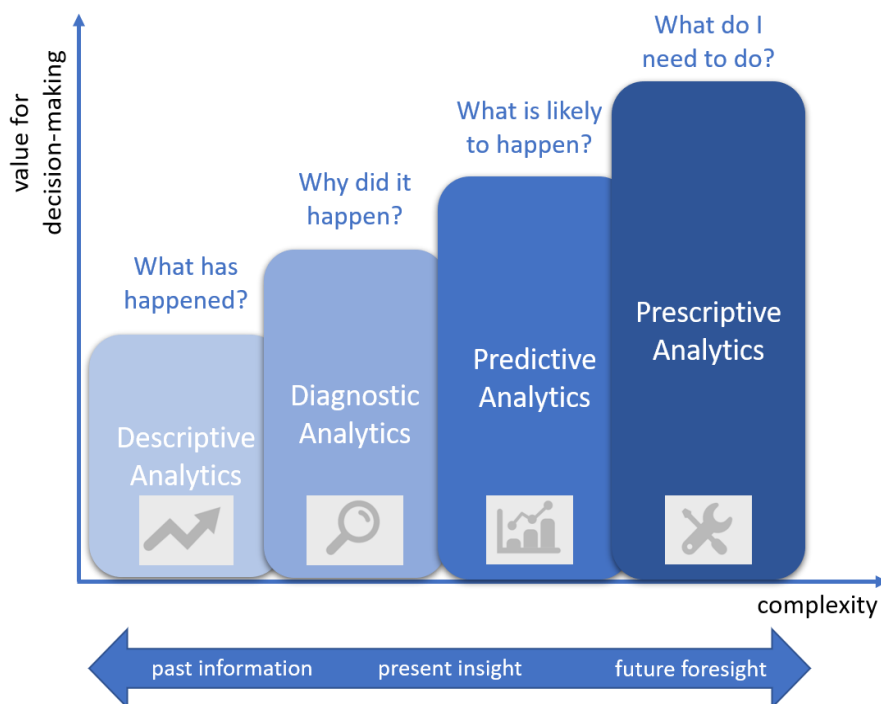 What do I
need to do?
What is likely
to happen?
Why did it
happen?
What has
happened?
value for
decision-making
Prescriptive
Analytics
Predictive
Analytics
Diagnostic
Analytics
Descriptive
Analytics
complexity
past information
present insight
future foresight